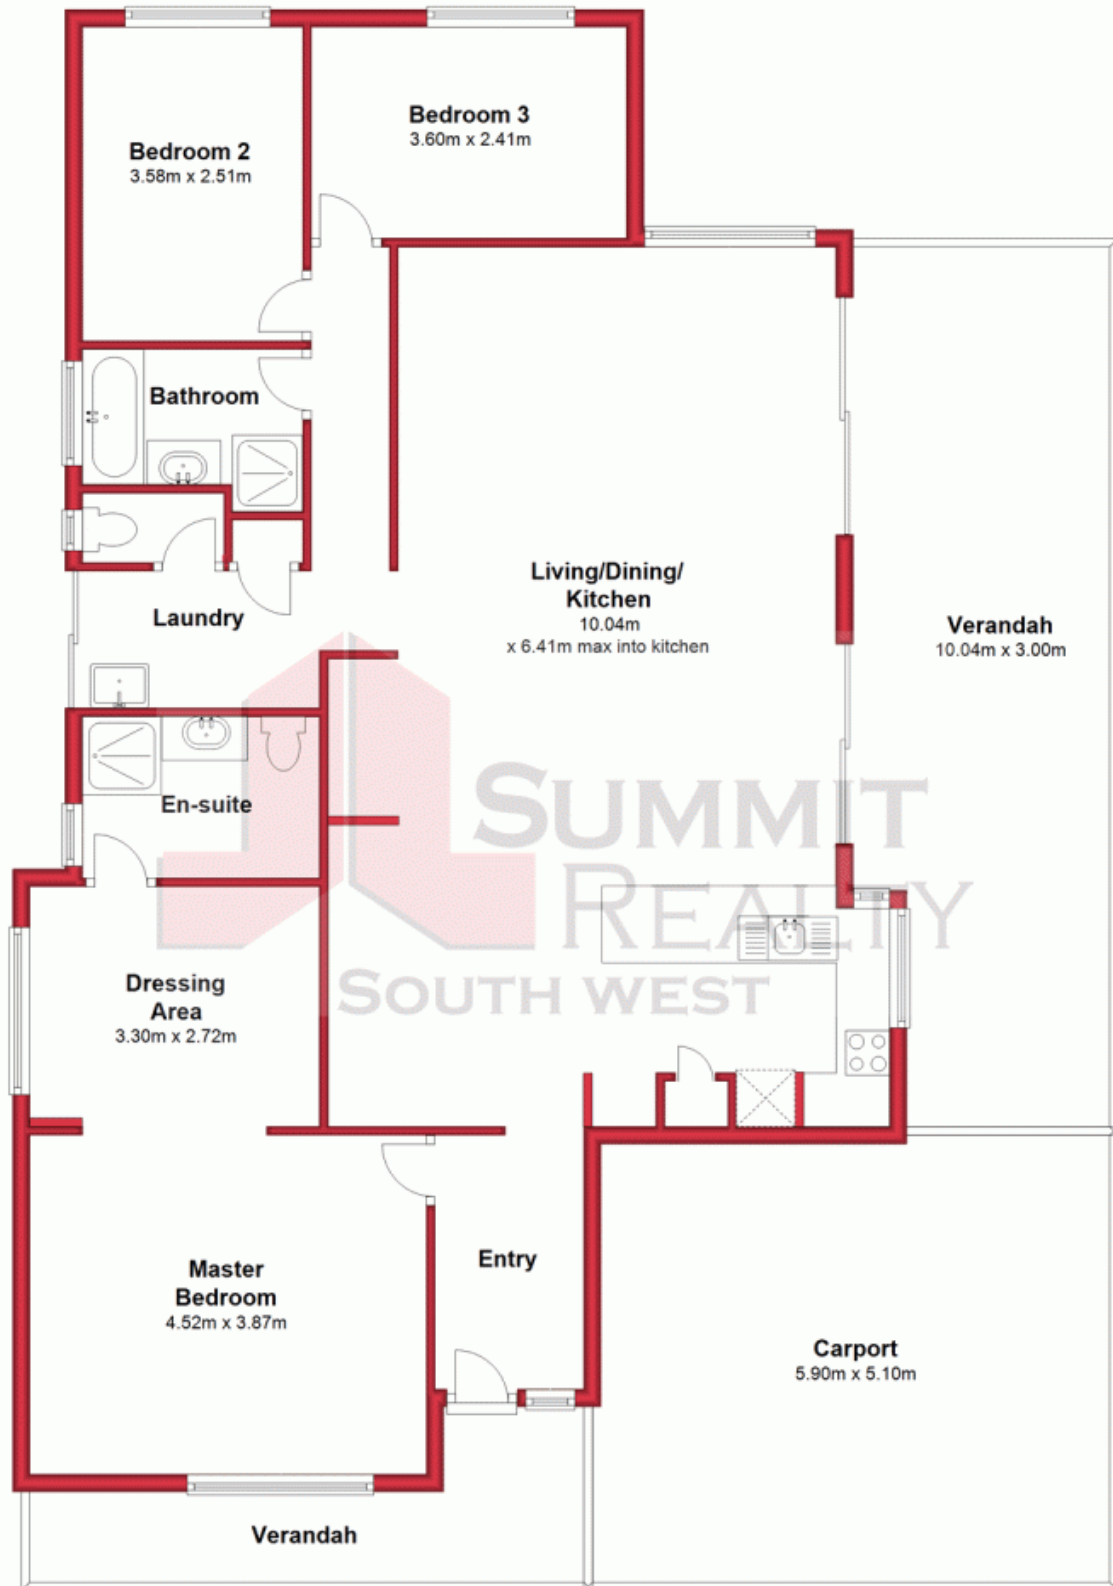 Bedroom 3
3.60m x 2.41m
Bedroom 2
3.58m x 2.51m
Bathroom
Living/Dining/
Kitchen
10.04m
x 6.41m max into kitchen
Laundry
Verandah
10.04m x 3.00m
En-suite
SUMMIT
REALTY
SOUTH WEST
Dressing
Area
3.30m x 2.72m
Entry
Master
Bedroom
4.52m x 3.87m
Carport
5.90m x 5.10m
Verandah